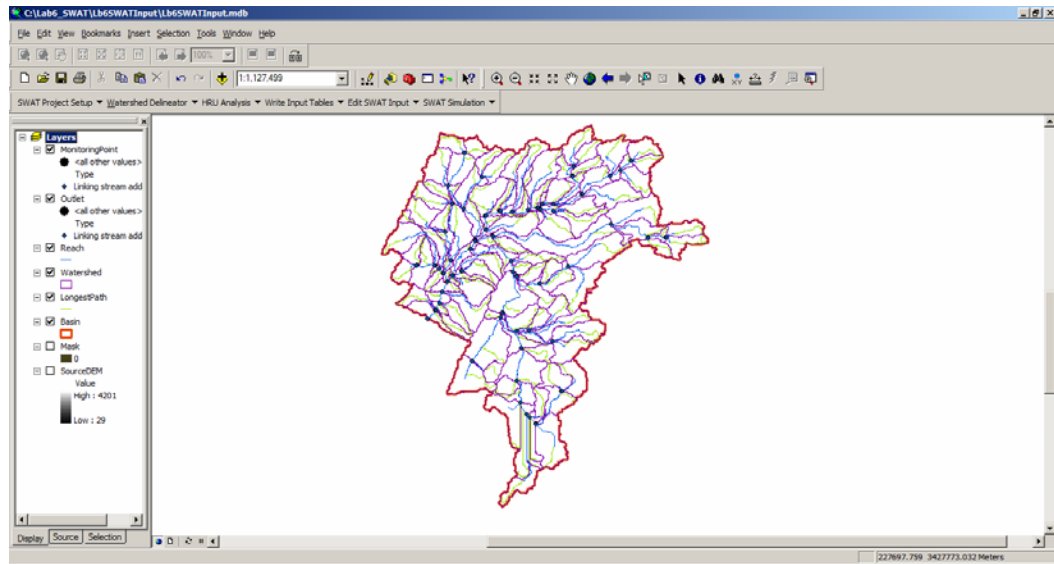 C:\Lab6_SWAT\Lb6SWATInput\Lb6SWATInput.mdb
File Edit View Bookmarks Insert Selection Tools Window Help
100%
1:1,127,499
SWAT Project Setup Watershed Delineator HRU Analysis Write Input Tables Edit SWAT Input SWAT Simulation
Layers
MonitoringPoint
<all other values>
Type
Linking stream add
Outlet
<all other values>
Type
Linking stream add
Reach
Watershed
LongestPath
Basin
Mask
0
SourceDEM
Value
High : 4201
Low : 29
Display Source Selection
227697.759 3427773.032 Meters